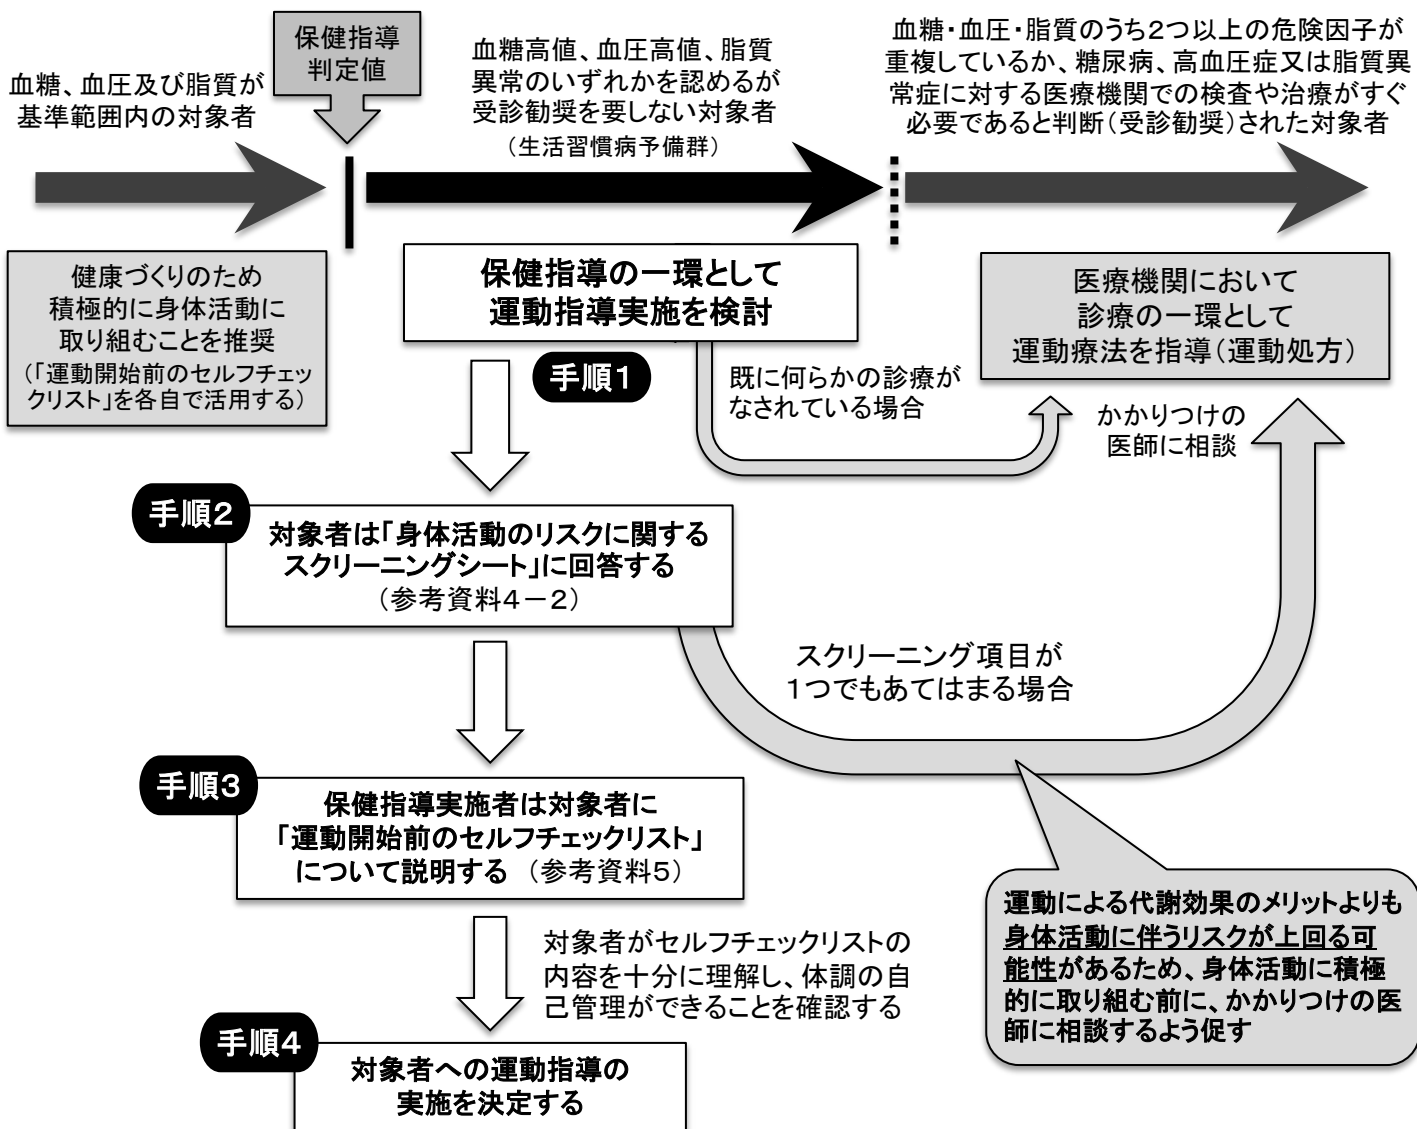 血糖、血圧及び脂質が
基準範囲内の対象者
保健指導
判定値
血糖高値、血圧高値、脂質
異常のいずれかを認めるが
受診勧奨を要しない対象者
（生活習慣病予備群）
血糖・血圧・脂質のうち２つ以上の危険因子が
重複しているか、糖尿病、高血圧症又は脂質異
常症に対する医療機関での検査や治療がすぐ
必要であると判断（受診勧奨）された対象者
健康づくりのため
積極的に身体活動に
取り組むことを推奨
（「運動開始前のセルフチェッ
クリスト」を各自で活用する）
保健指導の一環として
運動指導実施を検討
医療機関において
診療の一環として
運動療法を指導（運動処方）
手順１
既に何らかの診療が
なされている場合
かかりつけの
医師に相談
手順２
対象者は「身体活動のリスクに関する
スクリーニングシート」に回答する
（参考資料４－２）
スクリーニング項目が
１つでもあてはまる場合
手順３
保健指導実施者は対象者に
「運動開始前のセルフチェックリスト」
について説明する （参考資料５）
運動による代謝効果のメリットよりも
身体活動に伴うリスクが上回る可
能性があるため、身体活動に積極
的に取り組む前に、かかりつけの医
師に相談するよう促す
対象者がセルフチェックリストの
内容を十分に理解し、体調の自
己管理ができることを確認する
手順４
対象者への運動指導の
実施を決定する